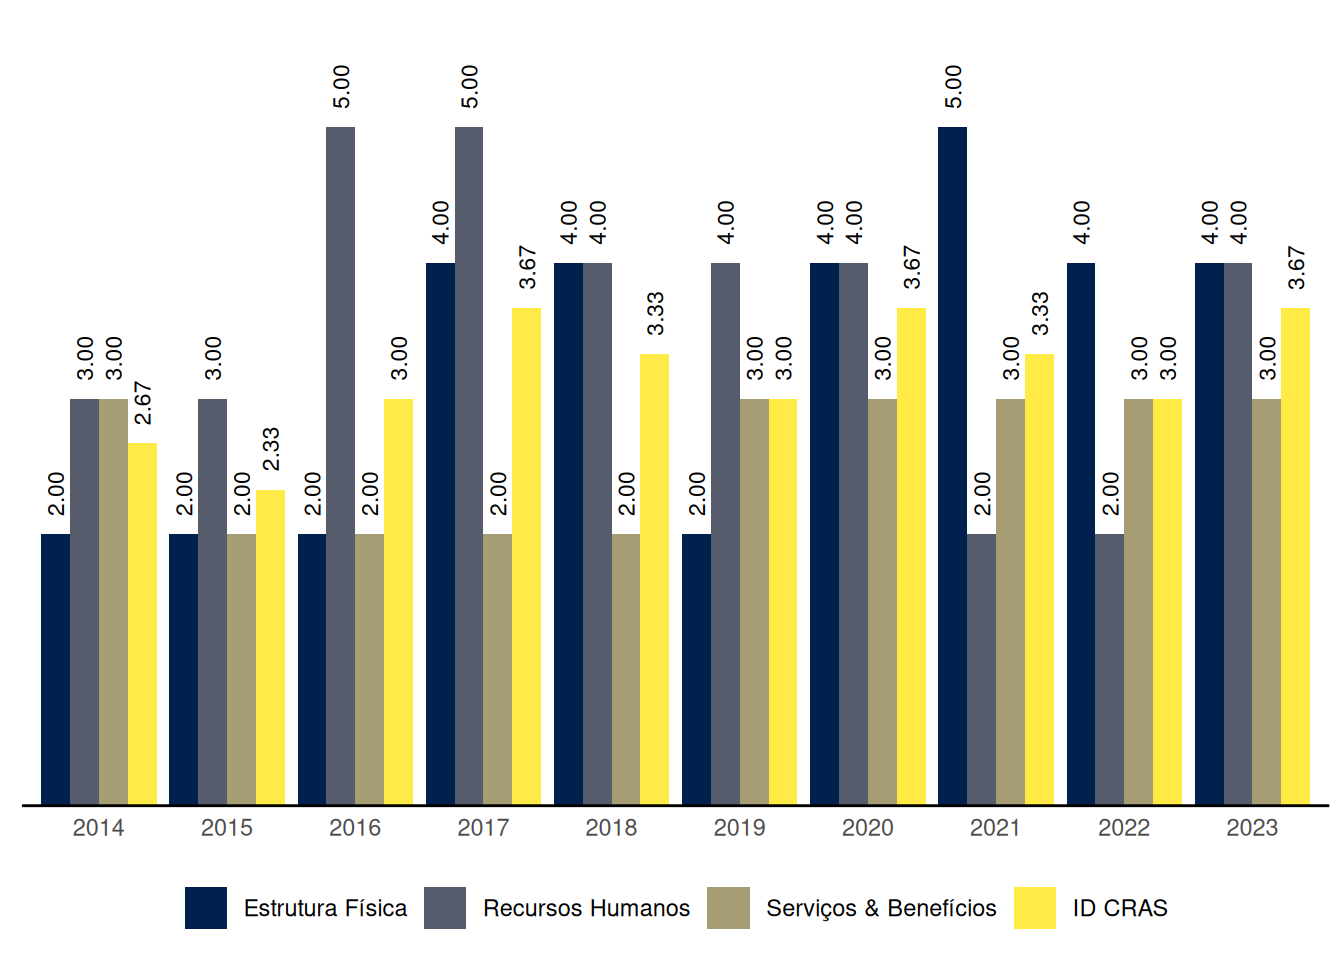 2.00 3.00 3.00 2.67
2.00 3.00 2.00 2.33
2.00 5.00 2.00 3.00
4.00 5.00 2.00 3.67
4.00 4.00 2.00 3.33
2.00 4.00 3.00 3.00
4.00 4.00 3.00 3.67
5.00 2.00 3.00 3.33
4.00 2.00 3.00 3.00
4.00 4.00 3.00 3.67
2014 2015 2016 2017 2018 2019 2020 2021 2022 2023
Estrutura Física Recursos Humanos Serviços & Benefícios ID CRAS